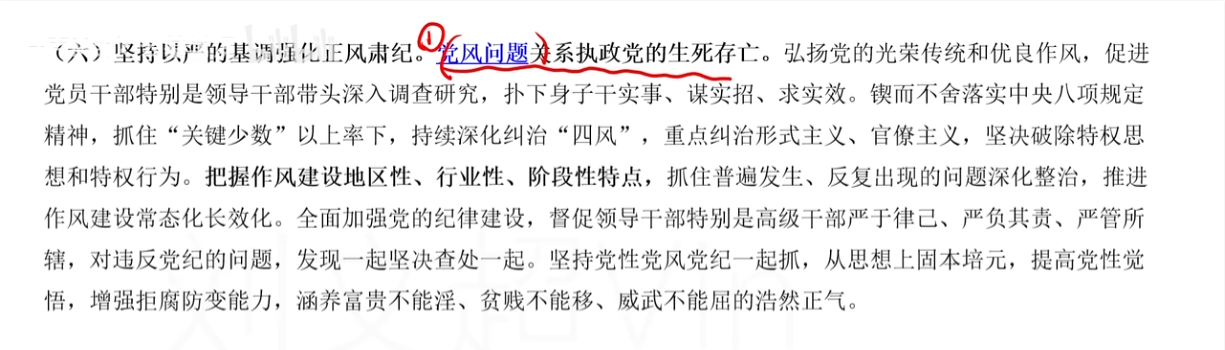 （六）坚持以严的基调强化正风肃纪。①党风问题关系执政党的生死存亡。弘扬党的光荣传统和优良作风，促进
党员干部特别是领导干部带头深入调查研究，扑下身子干实事、谋实招、求实效。锲而不舍落实中央八项规定
精神，抓住“关键少数”以上率下，持续深化纠治“四风”，重点纠治形式主义、官僚主义，坚决破除特权思
想和特权行为。把握作风建设地区性、行业性、阶段性特点，抓住普遍发生、反复出现的问题深化整治，推进
作风建设常态化长效化。全面加强党的纪律建设，督促领导干部特别是高级干部严于律己、严负其责、严管所
辖，对违反党纪的问题，发现一起坚决查处一起。坚持党性党风党纪一起抓，从思想上固本培元，提高党性觉
悟，增强拒腐防变能力，涵养富贵不能淫、贫贱不能移、威武不能屈的浩然正气。